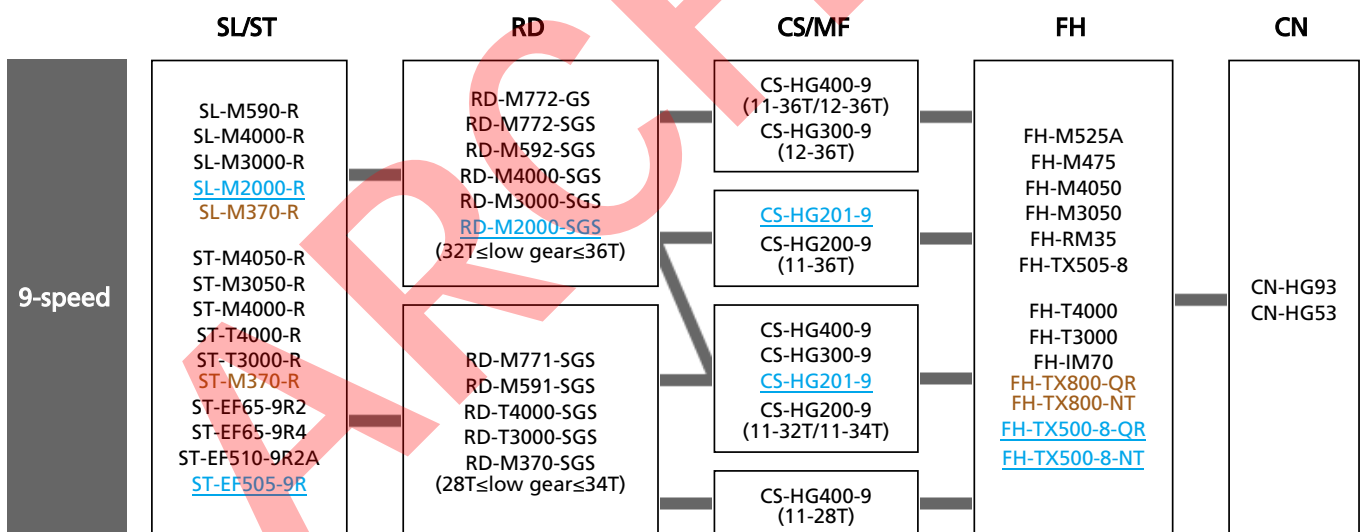 SL/ST
RD
CS/MF
FH
CN
9-speed
SL-M590-R
SL-M4000-R
SL-M3000-R
SL-M2000-R
SL-M370-R
ST-M4050-R
ST-M3050-R
ST-M4000-R
ST-T4000-R
ST-T3000-R
ST-M370-R
ST-EF65-9R2
ST-EF65-9R4
ST-EF510-9R2A
ST-EF505-9R
RD-M772-GS
RD-M772-SGS
RD-M592-SGS
RD-M4000-SGS
RD-M3000-SGS
RD-M2000-SGS
(32T≤low gear≤36T)
RD-M771-SGS
RD-M591-SGS
RD-T4000-SGS
RD-T3000-SGS
RD-M370-SGS
(28T≤low gear≤34T)
CS-HG400-9
(11-36T/12-36T)
CS-HG300-9
(12-36T)
CS-HG201-9
CS-HG200-9
(11-36T)
CS-HG400-9
CS-HG300-9
CS-HG201-9
CS-HG200-9
(11-32T/11-34T)
CS-HG400-9
(11-28T)
FH-M525A
FH-M475
FH-M4050
FH-M3050
FH-RM35
FH-TX505-8
FH-T4000
FH-T3000
FH-IM70
FH-TX800-QR
FH-TX800-NT
FH-TX500-8-QR
FH-TX500-8-NT
CN-HG93
CN-HG53
ARCH